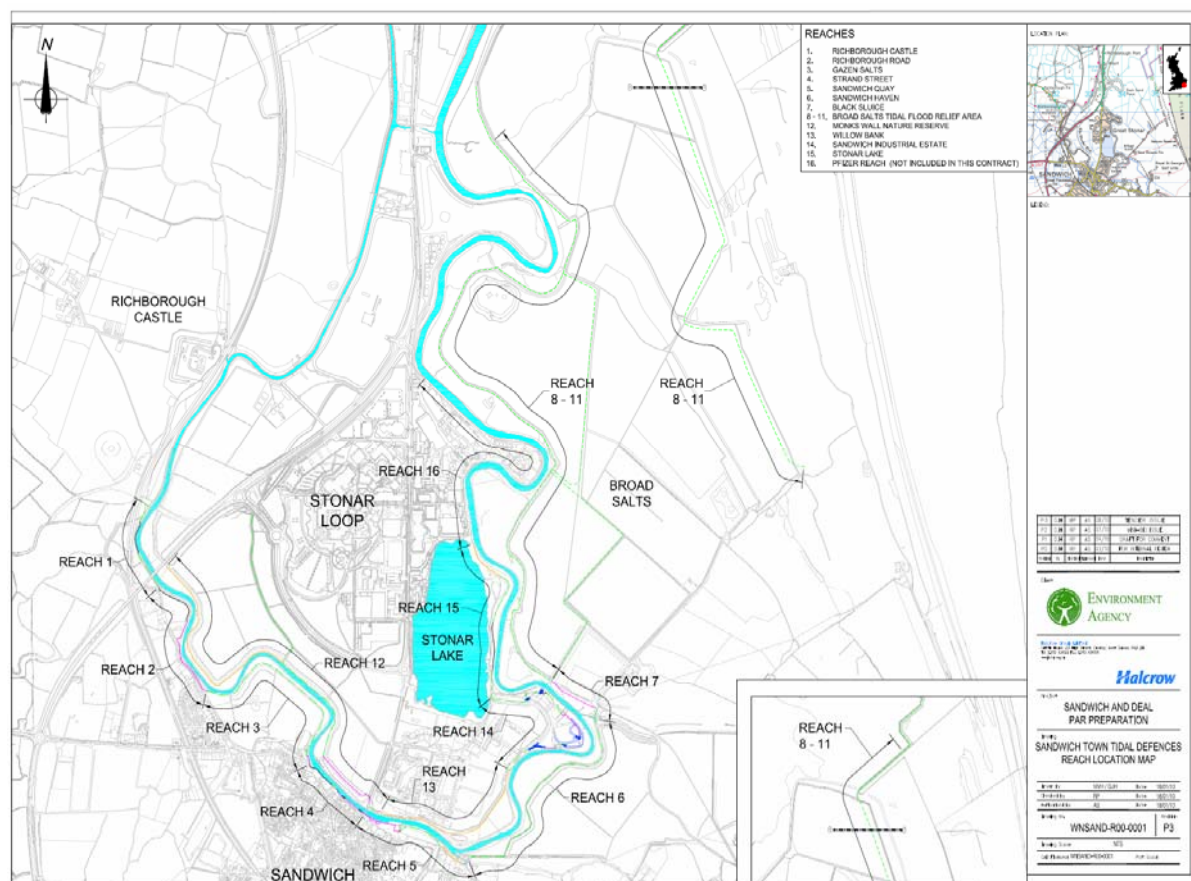 N
REACHES
1. RICHBOROUGH CASTLE
2. RICHBOROUGH ROAD
3. GAZEN SALTS
4. STRAND STREET
5. SANDWICH QUAY
6. SANDWICH HAVEN
7. BLACK SLUICE
8 - 11, BROAD SALTS TIDAL FLOOD RELIEF AREA
12. MONKS WALL NATURE RESERVE
13. WILLOW BANK
14. SANDWICH INDUSTRIAL ESTATE
15. STONAR LAKE
16. PFIZER REACH (NOT INCLUDED IN THIS CONTRACT)
RICHBOROUGH
CASTLE
REACH
8 - 11
REACH
8 - 11
REACH 16
STONAR
LOOP
BROAD
SALTS
REACH 1
REACH 15
STONAR
LAKE
REACH 2
REACH 12
REACH 7
REACH 3
REACH 14
REACH
13
REACH 4
REACH 6
REACH 5
SANDWICH
REACH
8 - 11
LOCATION PLAN
SANDWICH
ENVIRONMENT
AGENCY
Halcrow
SANDWICH AND DEAL
PAR PREPARATION
SANDWICH TOWN TIDAL DEFENCES
REACH LOCATION MAP
WNSAND-R00-0001
P3
NTS